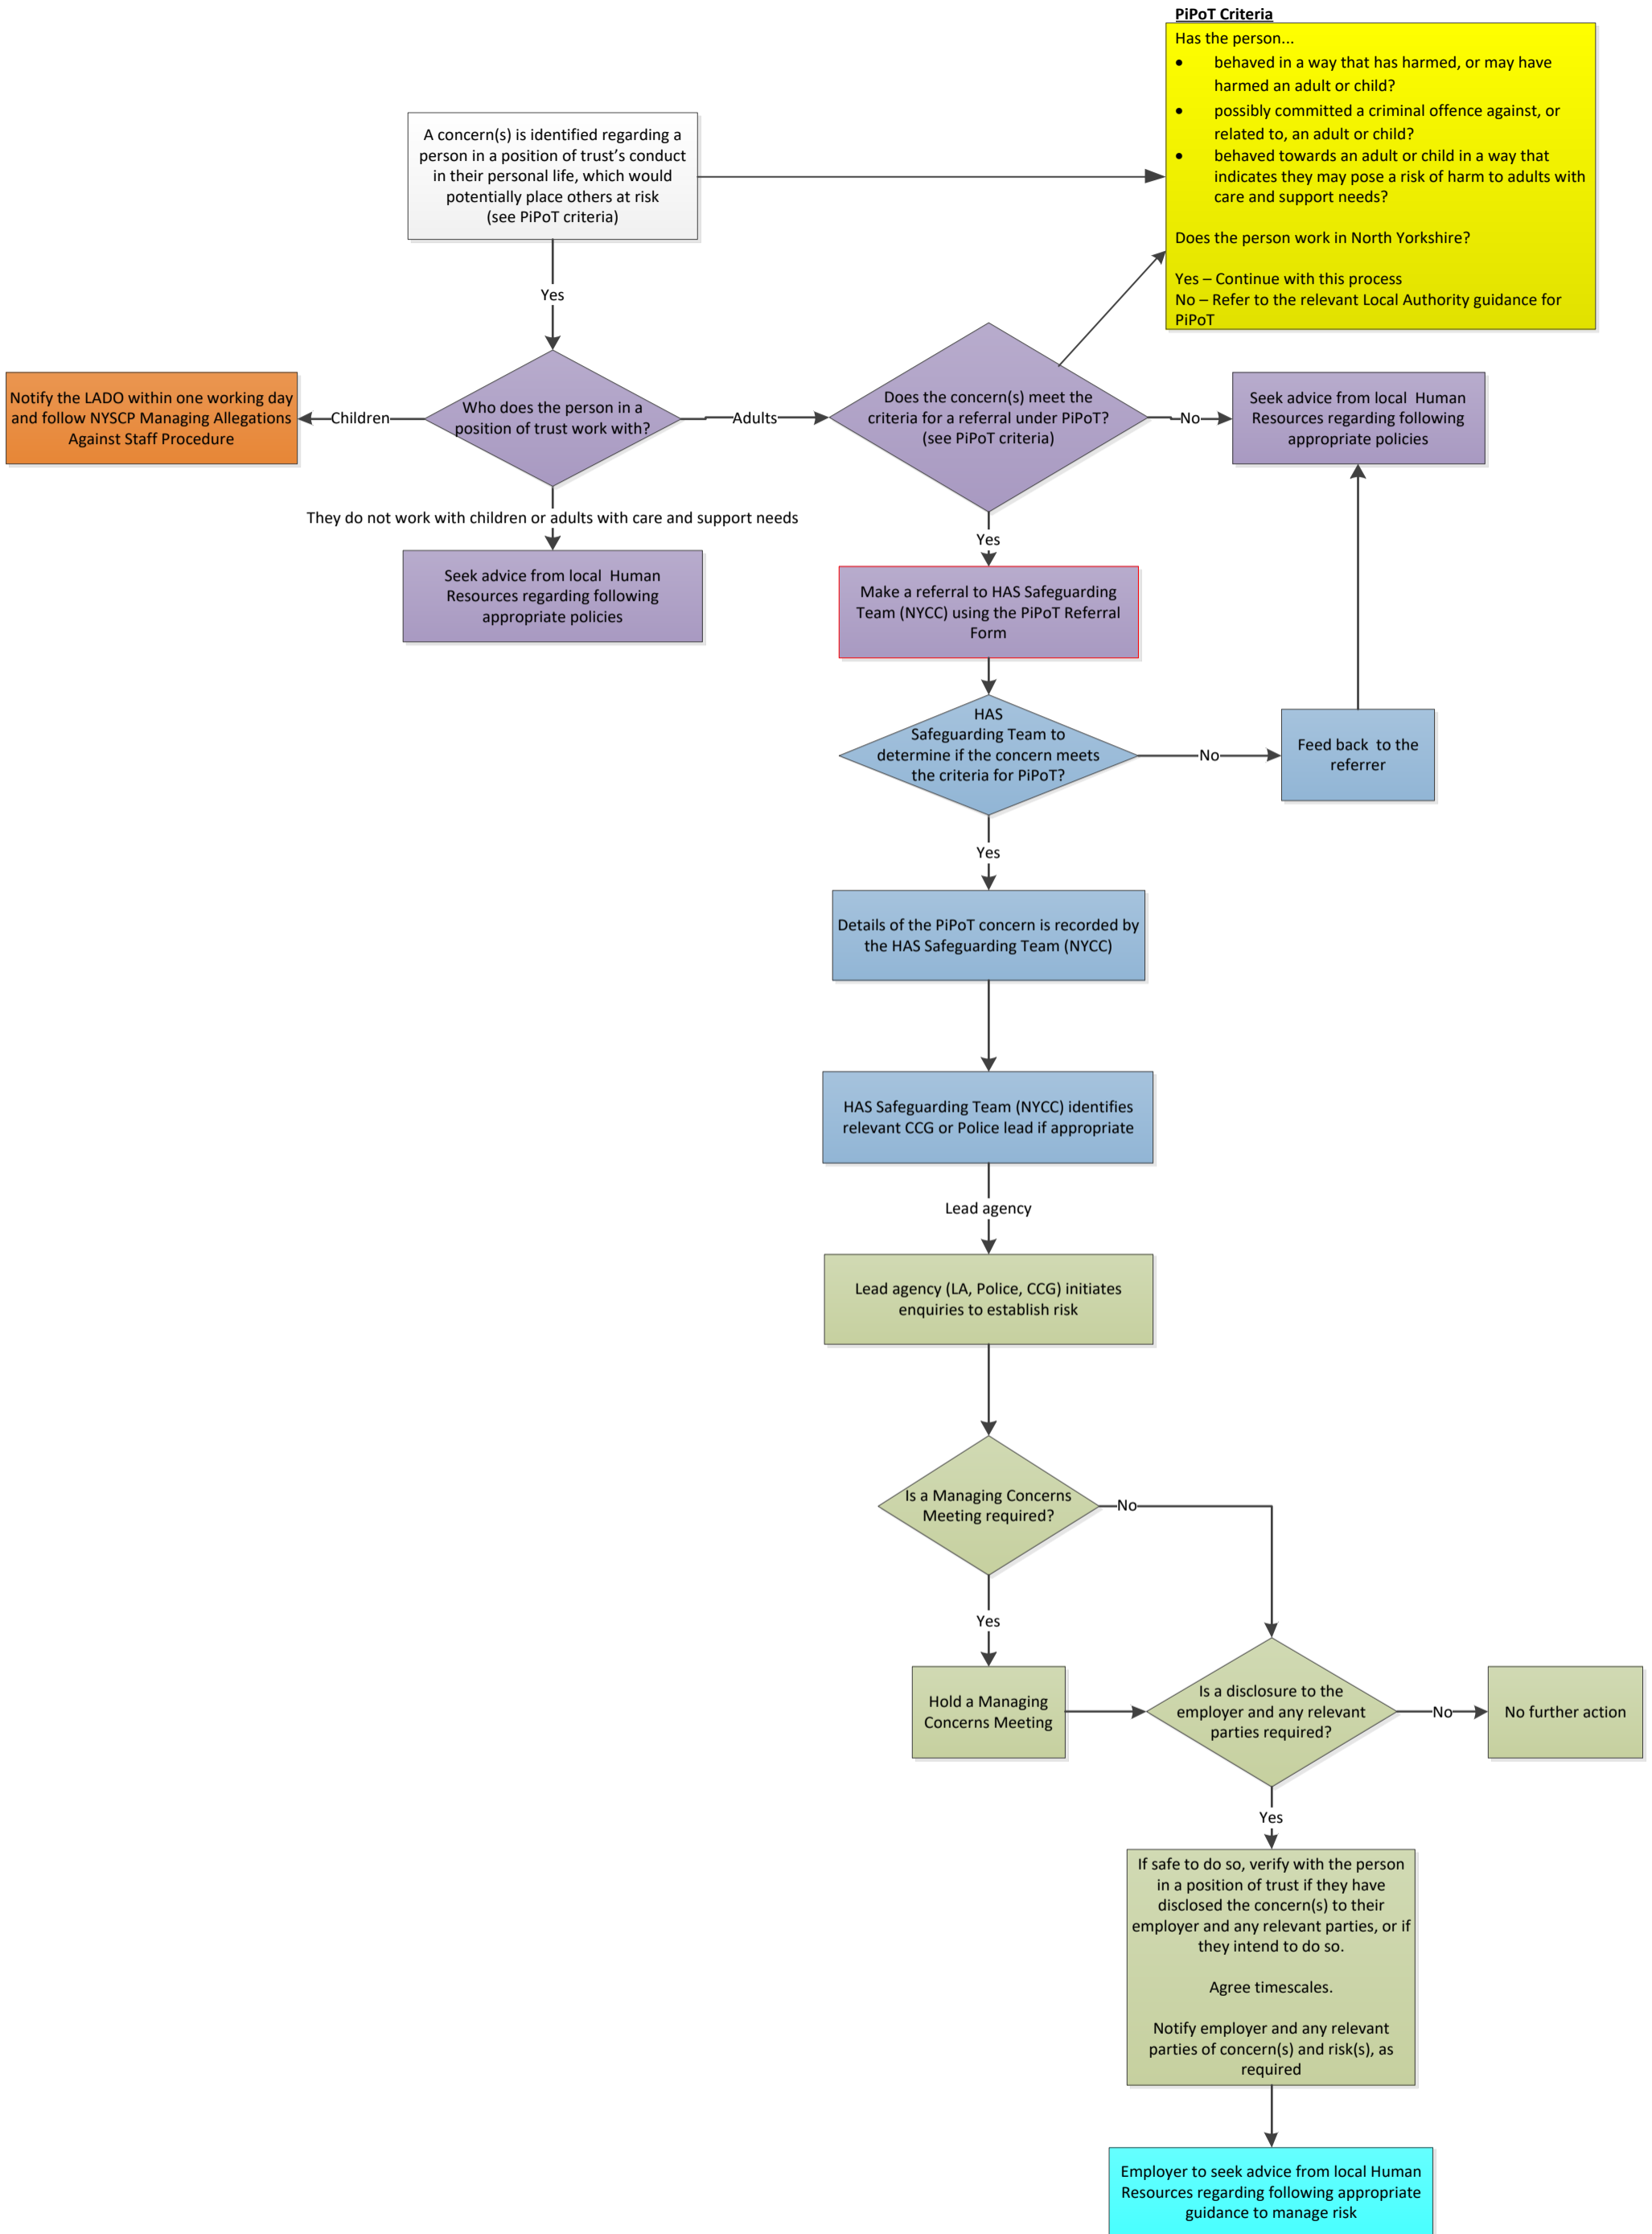 PiPoT Criteria
Has the person...
• behaved in a way that has harmed, or may have
harmed an adult or child?
• possibly committed a criminal offence against, or
related to, an adult or child?
• behaved towards an adult or child in a way that
indicates they may pose a risk of harm to adults with
care and support needs?
Does the person work in North Yorkshire?
Yes – Continue with this process
No – Refer to the relevant Local Authority guidance for
PiPoT
A concern(s) is identified regarding a
person in a position of trust’s conduct
in their personal life, which would
potentially place others at risk
(see PiPoT criteria)
Yes
Notify the LADO within one working day
and follow NYSCP Managing Allegations
Against Staff Procedure
Children
Who does the person in a
position of trust work with?
Adults
Does the concern(s) meet the
criteria for a referral under PiPoT?
(see PiPoT criteria)
No
Seek advice from local Human
Resources regarding following
appropriate policies
They do not work with children or adults with care and support needs
Seek advice from local Human
Resources regarding following
appropriate policies
Yes
Make a referral to HAS Safeguarding
Team (NYCC) using the PiPoT Referral
Form
HAS
Safeguarding Team to
determine if the concern meets
the criteria for PiPoT?
No
Feed back to the
referrer
Yes
Details of the PiPoT concern is recorded by
the HAS Safeguarding Team (NYCC)
HAS Safeguarding Team (NYCC) identifies
relevant CCG or Police lead if appropriate
Lead agency
Lead agency (LA, Police, CCG) initiates
enquiries to establish risk
Is a Managing Concerns
Meeting required?
No
Yes
Hold a Managing
Concerns Meeting
Is a disclosure to the
employer and any relevant
parties required?
No
No further action
Yes
If safe to do so, verify with the person
in a position of trust if they have
disclosed the concern(s) to their
employer and any relevant parties, or if
they intend to do so.
Agree timescales.
Notify employer and any relevant
parties of concern(s) and risk(s), as
required
Employer to seek advice from local Human
Resources regarding following appropriate
guidance to manage risk